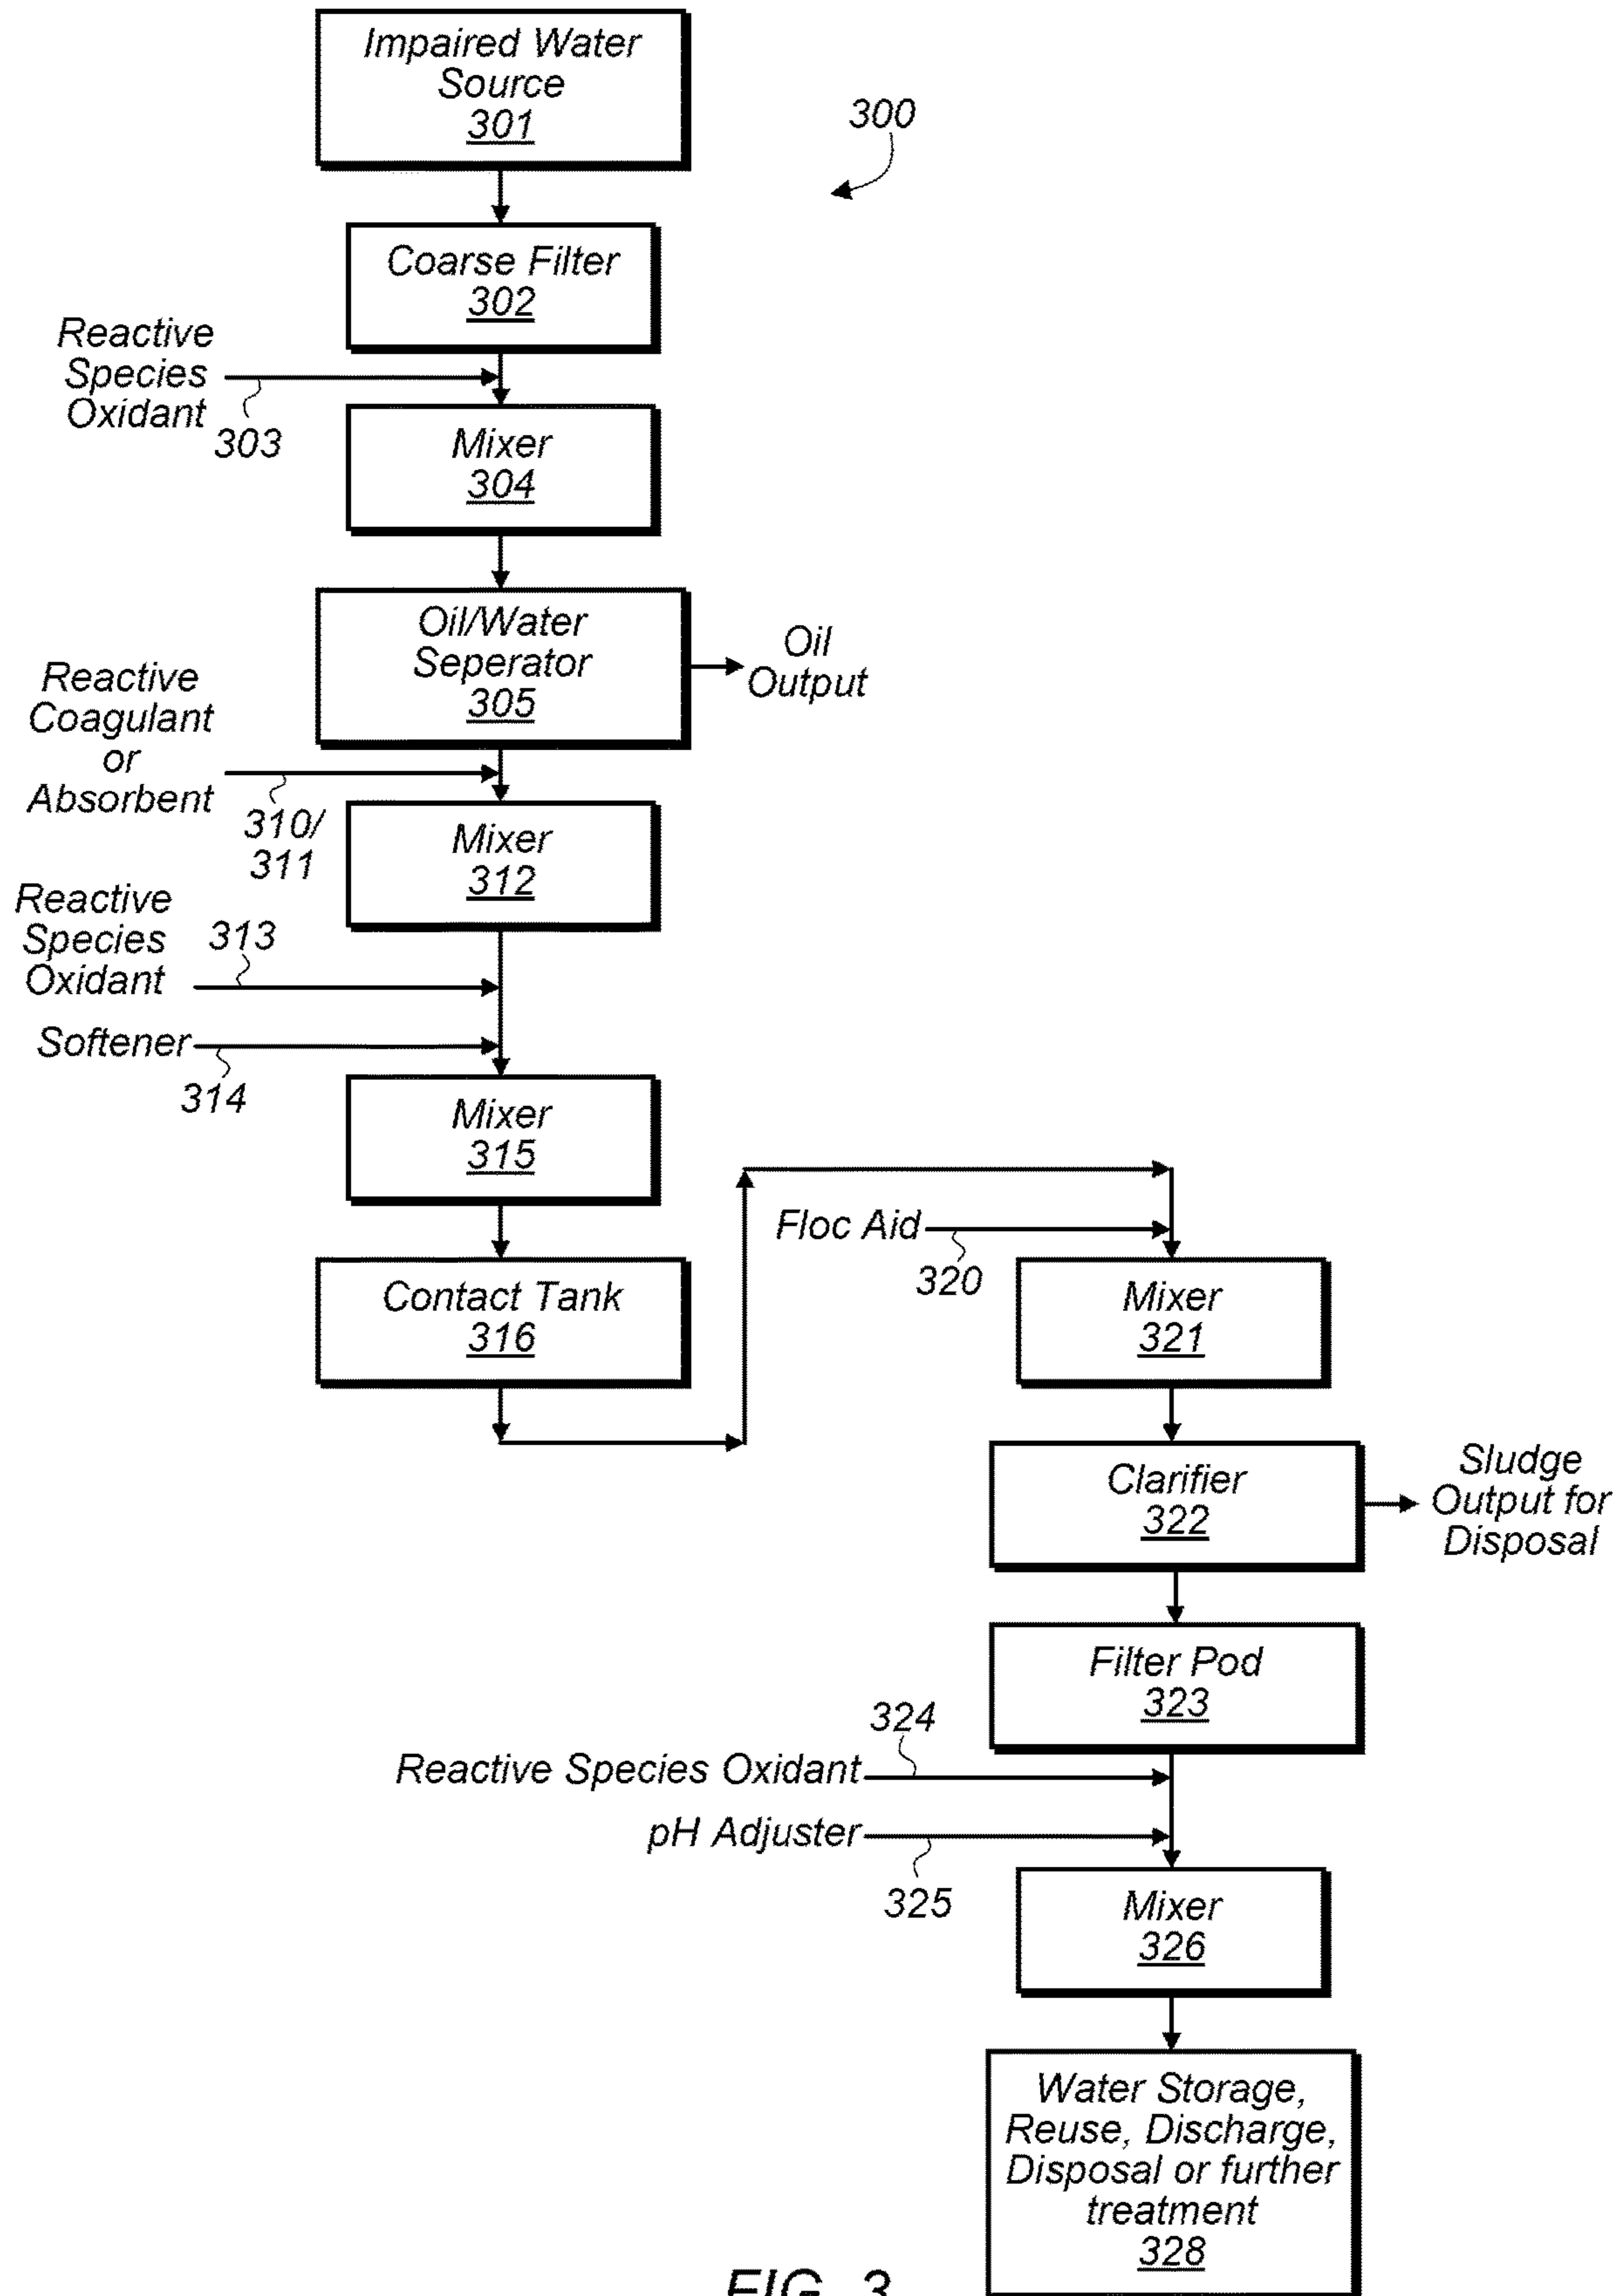 Impaired Water
Source
301
300
Coarse Filter
302
Reactive
Species
Oxidant
303
Mixer
304
Oil/Water
Seperator
305
Oil
Output
Reactive
Coagulant
or
Absorbent
310/
311
Mixer
312
Reactive
Species
Oxidant
313
Softener
314
Mixer
315
Contact Tank
316
Floc Aid
320
Mixer
321
Clarifier
322
Sludge
Output for
Disposal
Filter Pod
323
324
Reactive Species Oxidant
pH Adjuster
325
Mixer
326
Water Storage,
Reuse, Discharge,
Disposal or further
treatment
328
FIG. 3